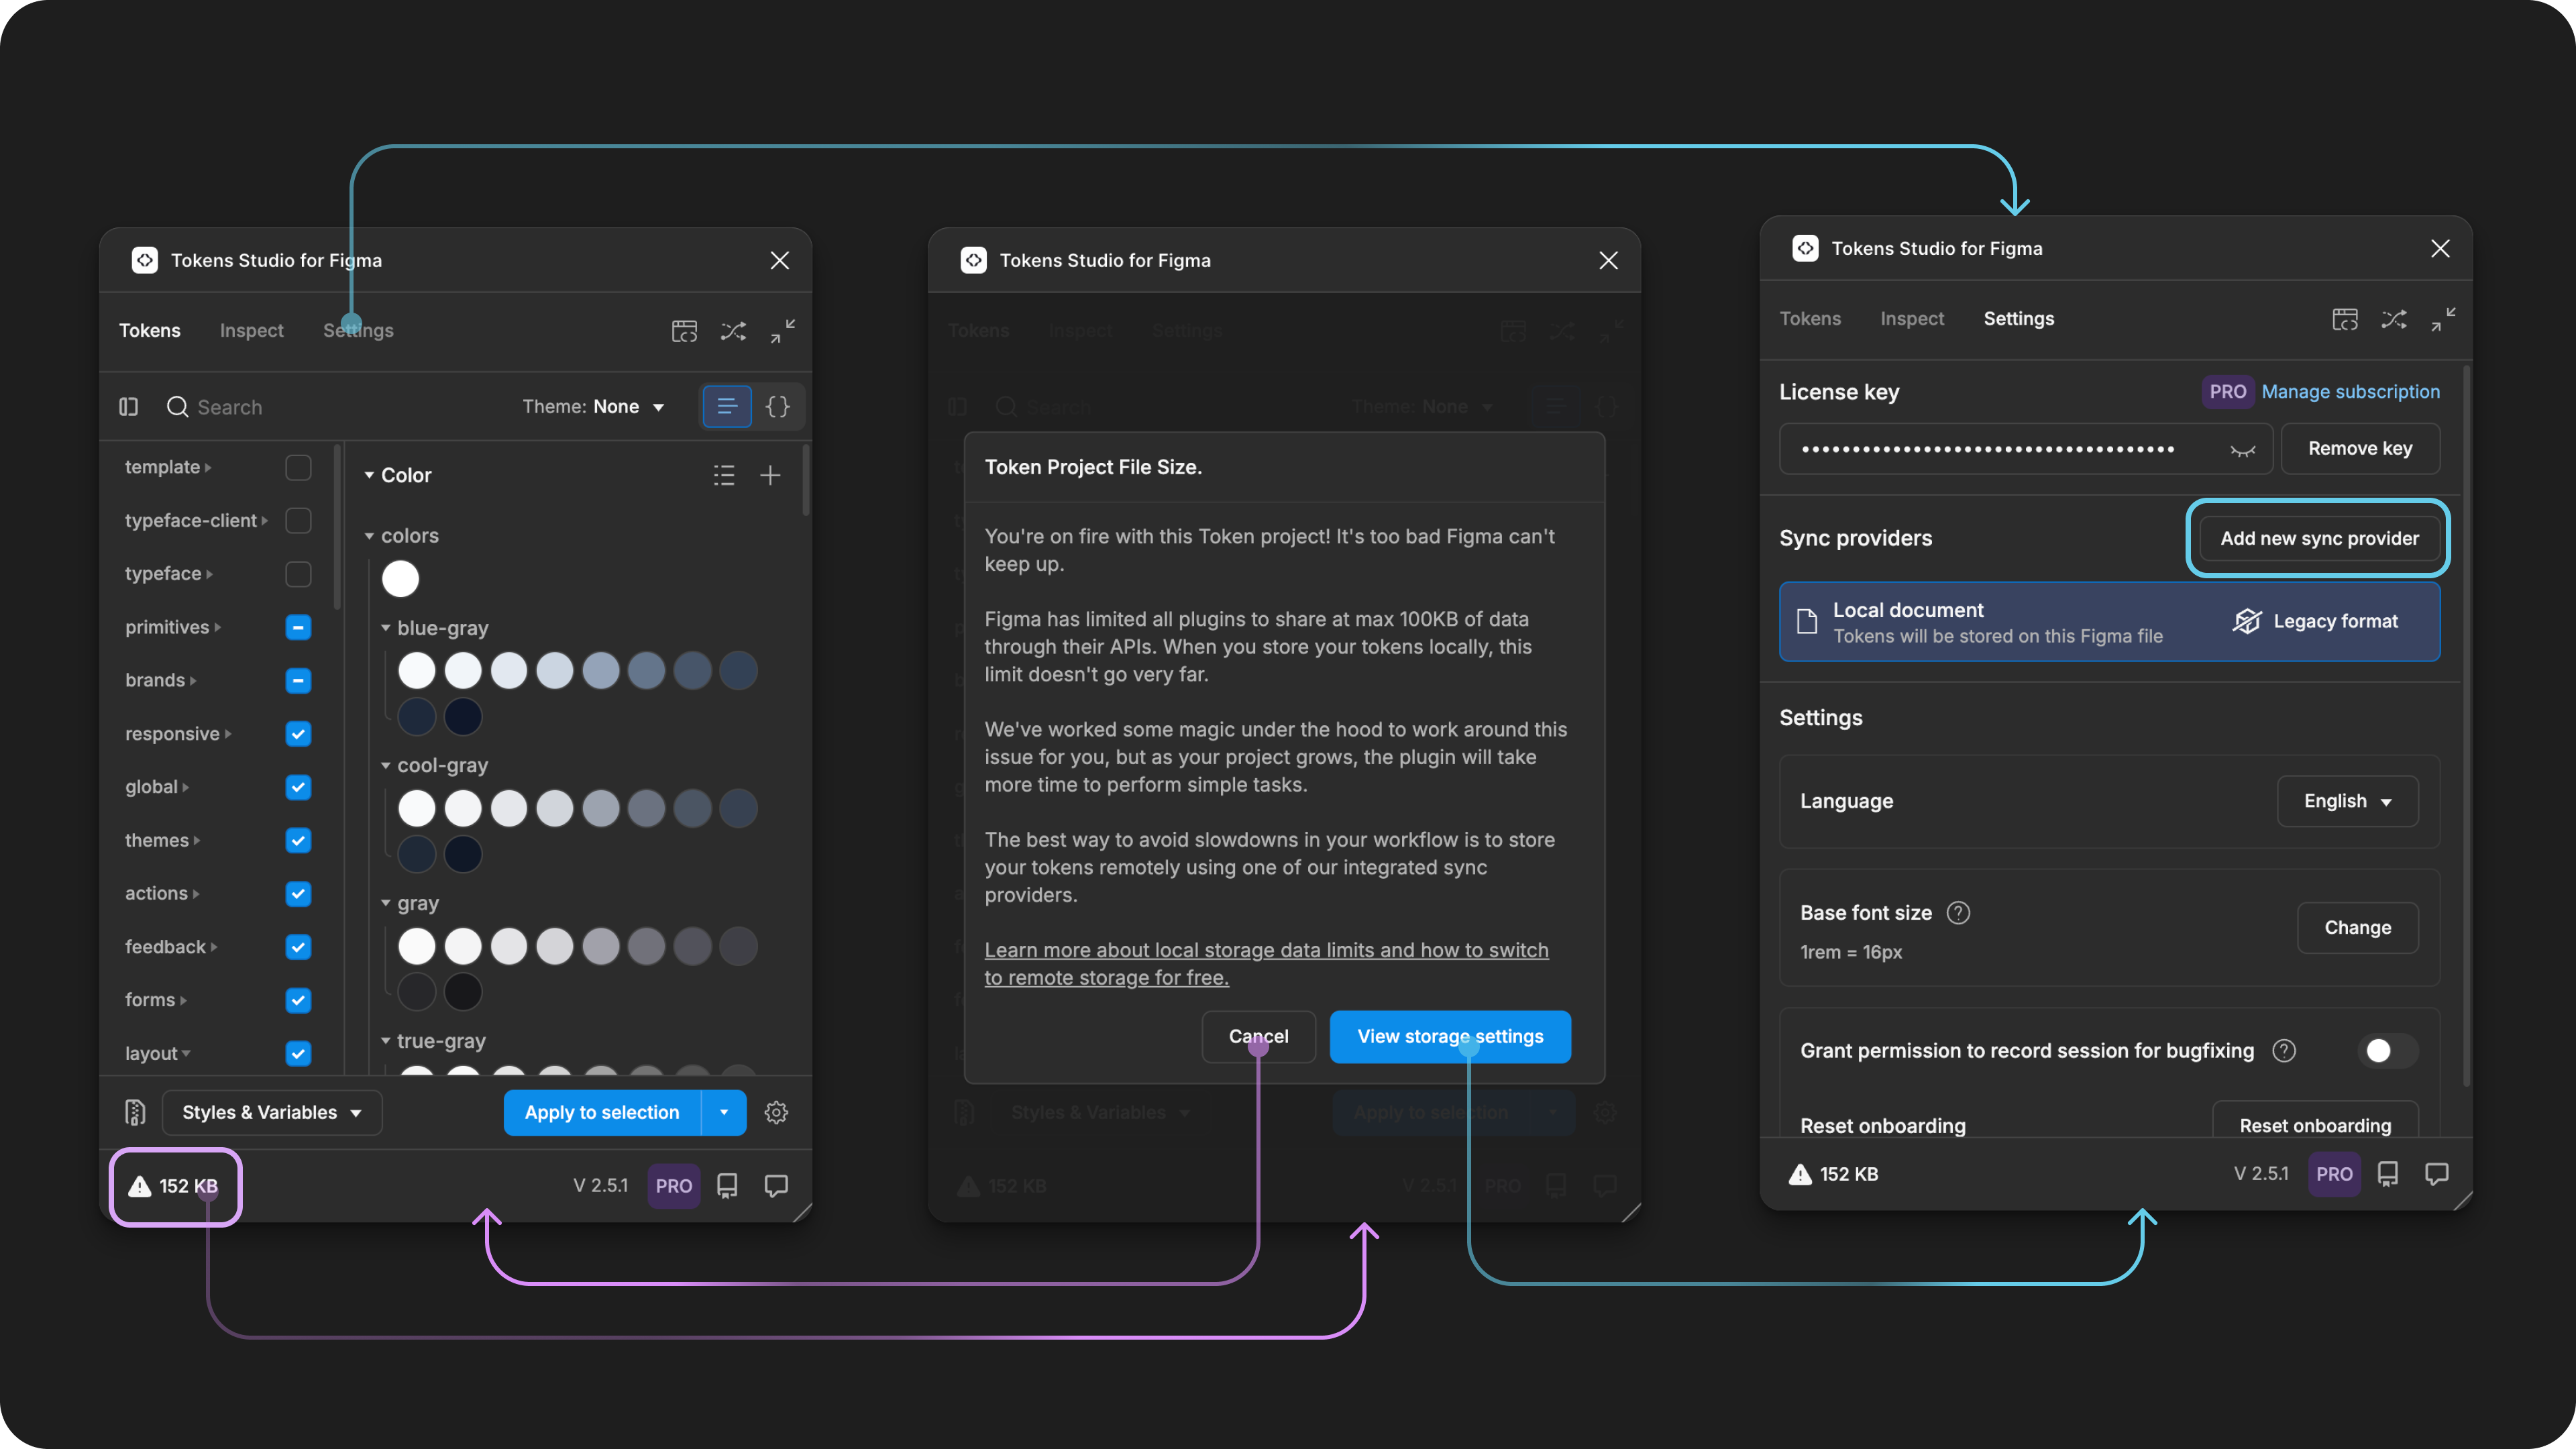 Tokens Studio for Figma
Tokens Inspect Settings
Search Theme: None
template
typeface-client
typeface
primitives
brands
responsive
global
themes
actions
feedback
forms
layout
Color
colors
blue-gray
cool-gray
gray
true-gray
Styles & Variables Apply to selection
152 KB V 2.5.1 PRO
Tokens Studio for Figma
Tokens Inspect Settings
Search Theme: None
Token Project File Size.
You're on fire with this Token project! It's too bad Figma can't
keep up.
Figma has limited all plugins to share at max 100KB of data
through their APIs. When you store your tokens locally, this
limit doesn't go very far.
We've worked some magic under the hood to work around this
issue for you, but as your project grows, the plugin will take
more time to perform simple tasks.
The best way to avoid slowdowns in your workflow is to store
your tokens remotely using one of our integrated sync
providers.
Learn more about local storage data limits and how to switch
to remote storage for free.
Cancel View storage settings
Styles & Variables Apply to selection
152 KB V 2.5.1 PRO
Tokens Studio for Figma
Tokens Inspect Settings
License key PRO Manage subscription
Remove key
Sync providers Add new sync provider
Local document
Tokens will be stored on this Figma file
Legacy format
Settings
Language English
Base font size Change
1rem = 16px
Grant permission to record session for bugfixing
Reset onboarding Reset onboarding
152 KB V 2.5.1 PRO